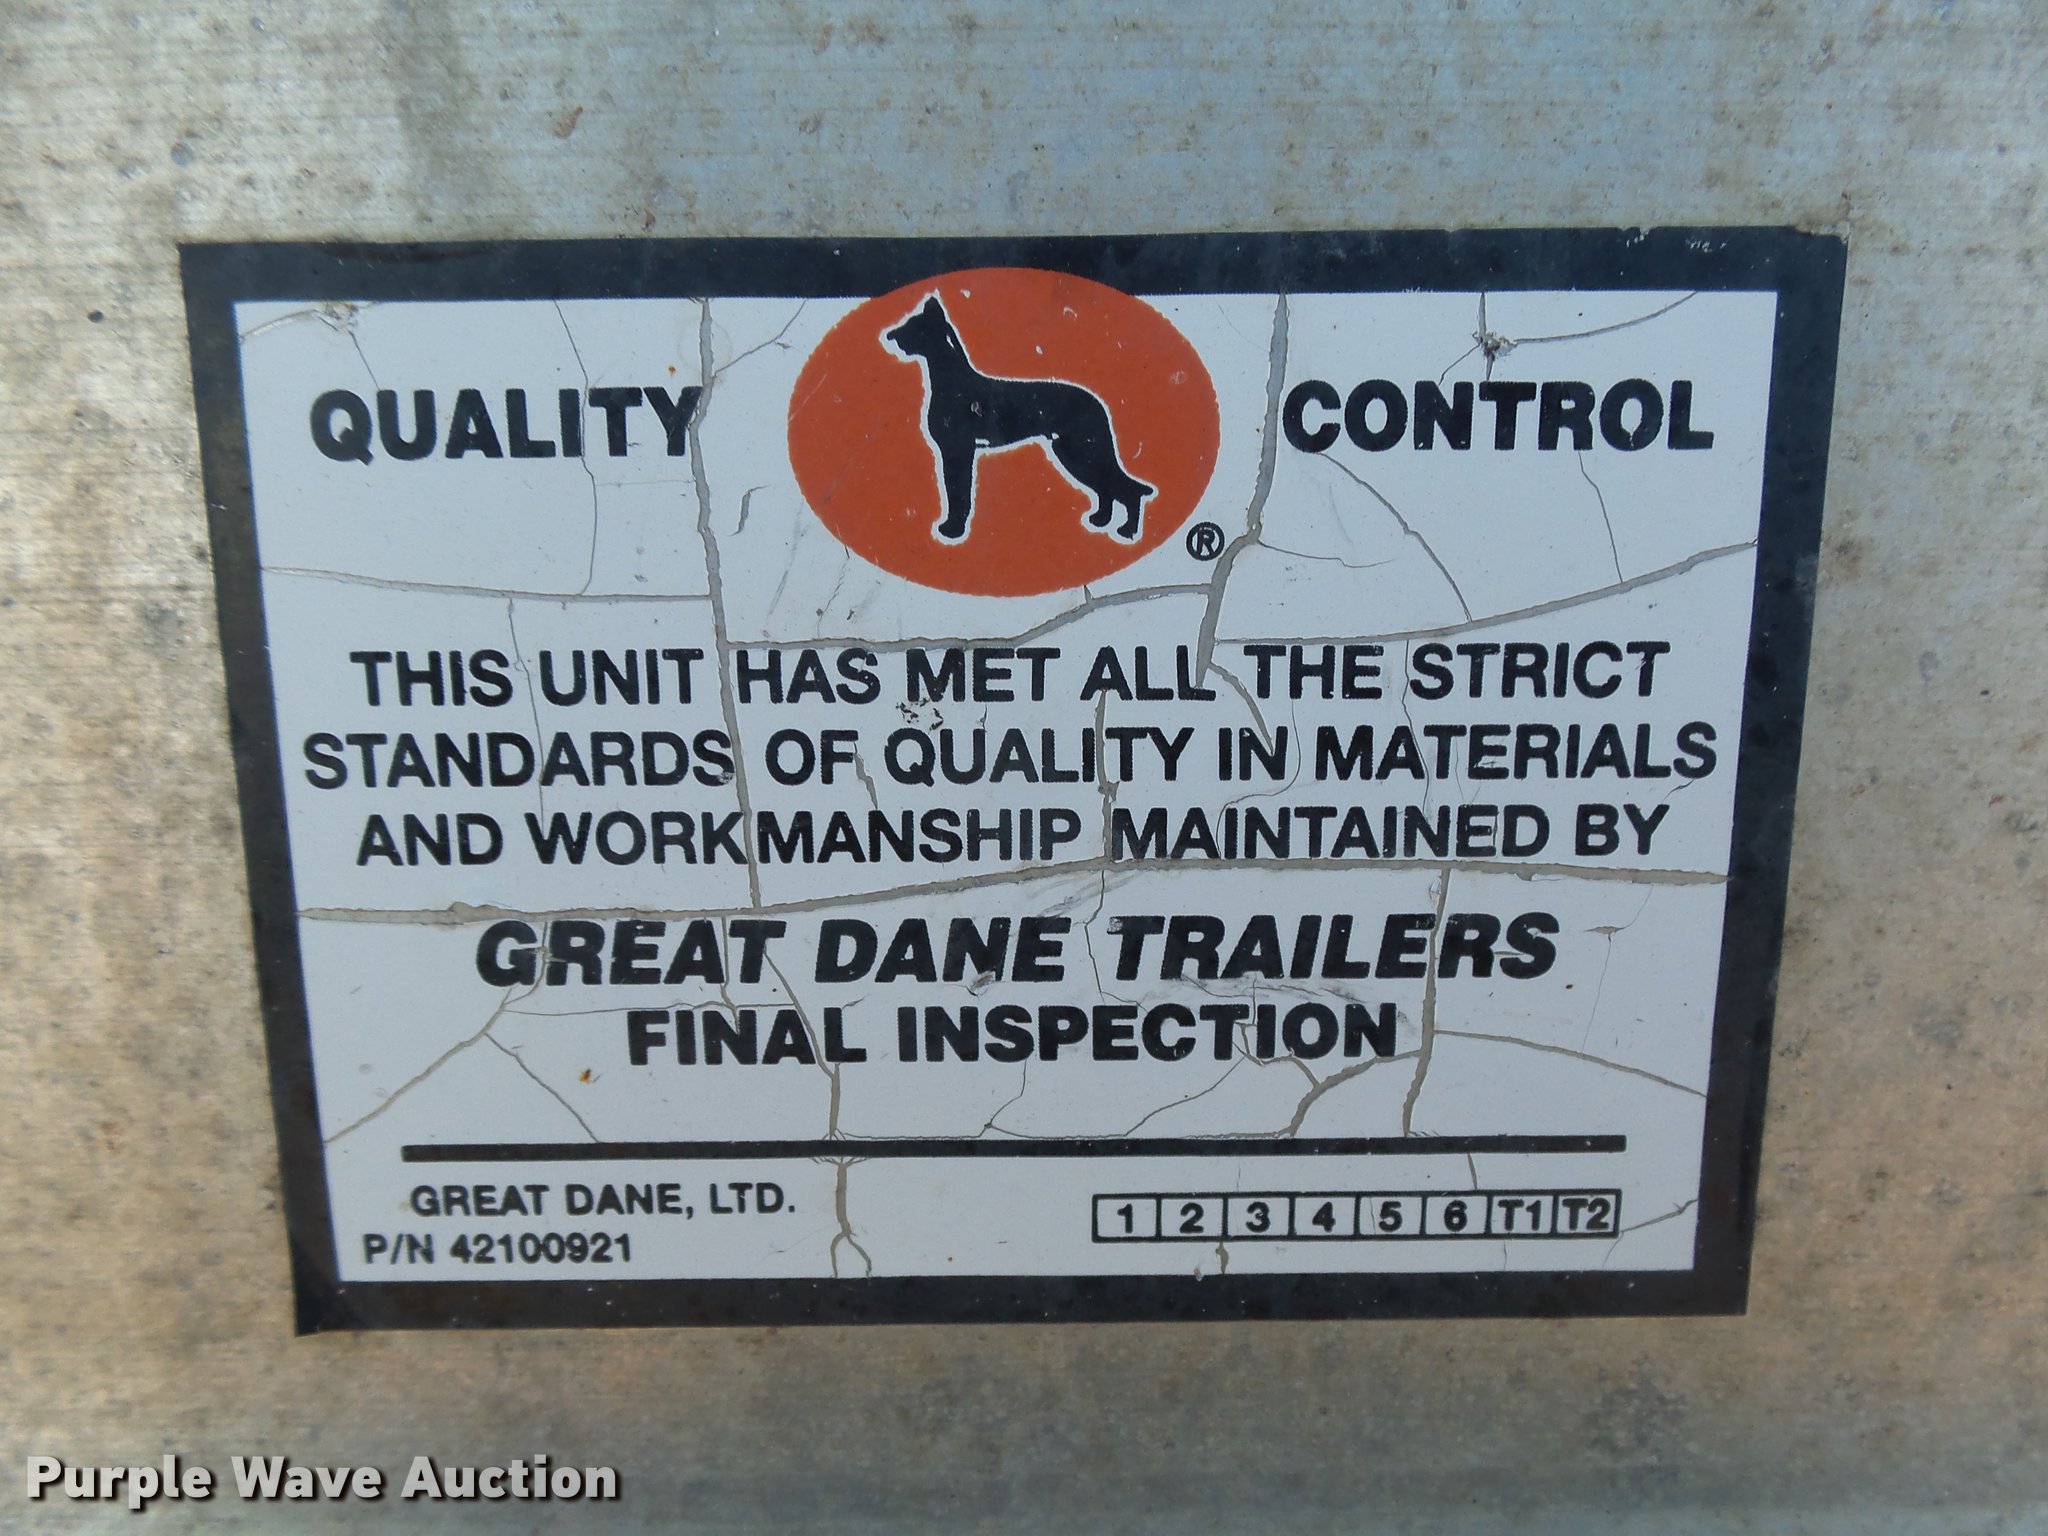 QUALITY CONTROL
®
THIS UNIT HAS MET ALL THE STRICT
STANDARDS OF QUALITY IN MATERIALS
AND WORKMANSHIP MAINTAINED BY
GREAT DANE TRAILERS
FINAL INSPECTION
GREAT DANE, LTD.
P/N 42100921
1 2 3 4 5 6 T1 T2
Purple Wave Auction